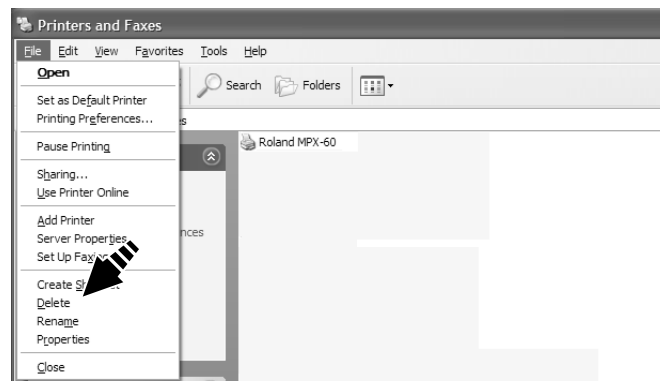 Printers and Faxes
File Edit View Favorites Tools Help
Open
Search Folders
Set as Default Printer
Printing Preferences...
Pause Printing
Roland MPX-60
Sharing...
Use Printer Online
Add Printer
Server Properties
nces
Set Up
Create
Delete
Rename
Properties
Close